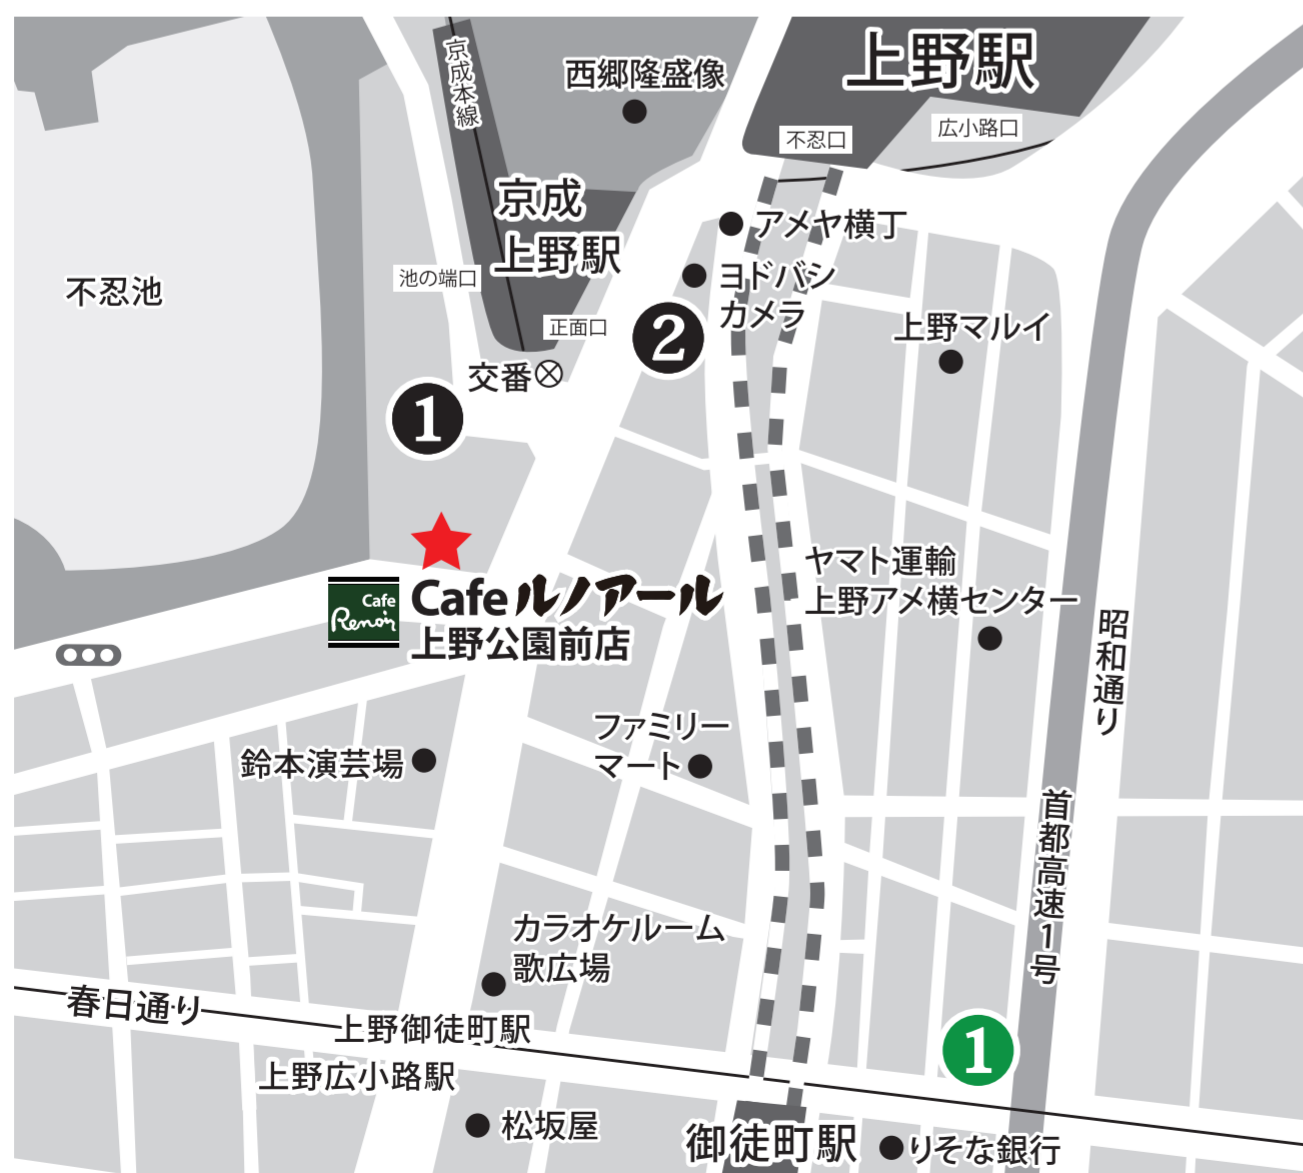 上野駅
京成本線
西郷隆盛像
広小路口
不忍口
京成
上野駅
アメヤ横丁
不忍池
池の端口
ヨドバシ
カメラ
正面口
2
上野マルイ
交番
1
ヤマト運輸
上野アメ横センター
Cafe
Renoir
Cafeルノアール
上野公園前店
昭和通り
ファミリー
マート
鈴本演芸場
首都高速1号
カラオケルーム
歌広場
春日通り
上野御徒町駅
1
上野広小路駅
松坂屋
御徒町駅
りそな銀行